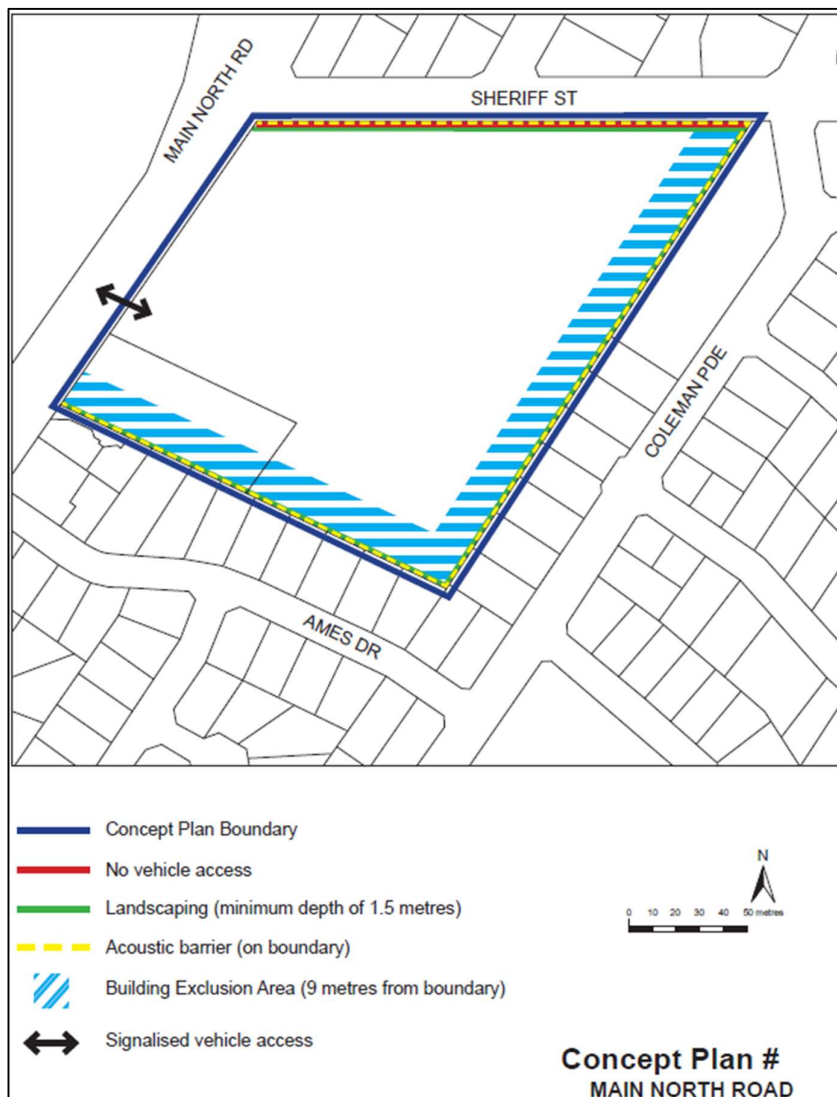 MAIN NORTH RD
SHERIFF ST
COLEMAN PDE
AMES DR
Concept Plan Boundary
No vehicle access
Landscaping (minimum depth of 1.5 metres)
Acoustic barrier (on boundary)
Building Exclusion Area (9 metres from boundary)
Signalised vehicle access
N
0 10 20 30 40 50 metres
Concept Plan #
MAIN NORTH ROAD